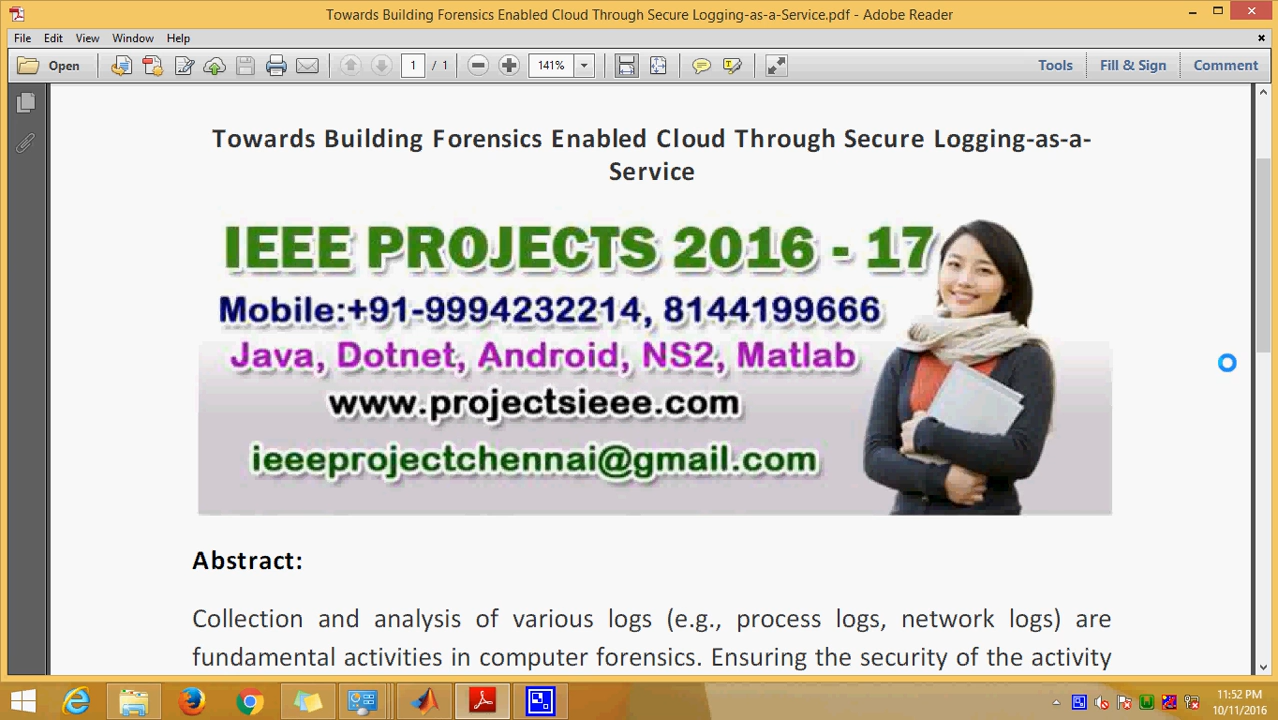 Towards Building Forensics Enabled Cloud Through Secure Logging-as-a-Service.pdf - Adobe Reader
File Edit View Window Help
Open 1 / 1 141% Tools Fill & Sign Comment
Towards Building Forensics Enabled Cloud Through Secure Logging-as-a-
Service
IEEE PROJECTS 2016 - 17
Mobile:+91-9994232214, 8144199666
Java, Dotnet, Android, NS2, Matlab
www.projectsieee.com
ieeeprojectchennai@gmail.com
Abstract:
Collection and analysis of various logs (e.g., process logs, network logs) are
fundamental activities in computer forensics. Ensuring the security of the activity
11:52 PM
10/11/2016